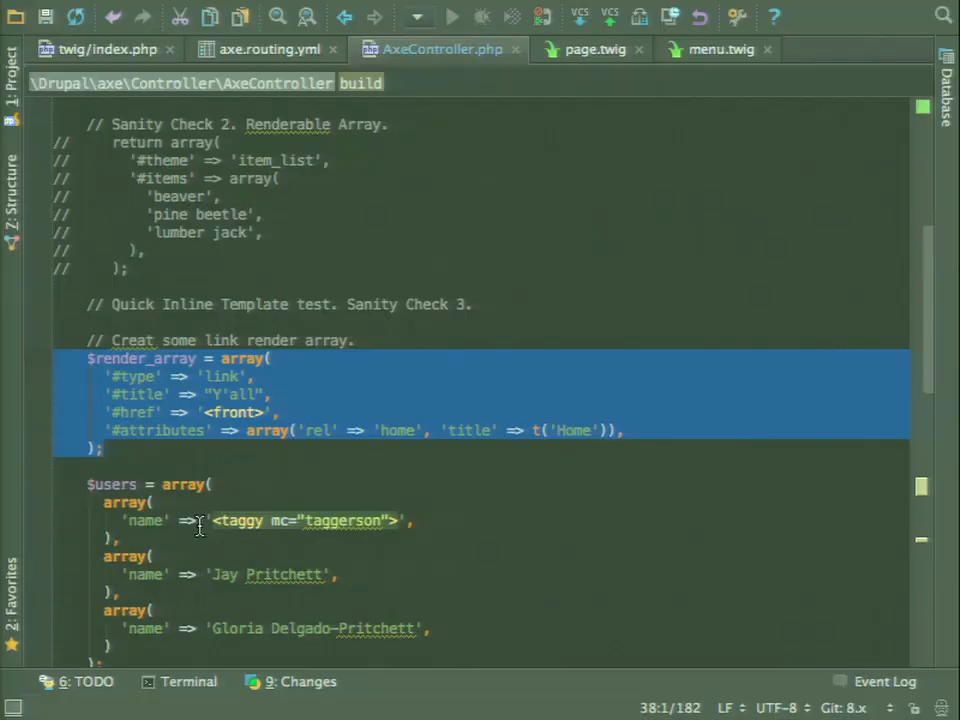 twig/index.php
axe.routing.yml
AxeController.php
page.twig
menu.twig
\Drupal\axe\Controller\AxeController build
1: Project
Z: Structure
2: Favorites
Database
// Sanity Check 2. Renderable Array.
// return array(
// '#theme' => 'item_list',
// '#items' => array(
// 'beaver',
// 'pine beetle',
// 'lumber jack',
// ),
// );
// Quick Inline Template test. Sanity Check 3.
// Creat some link render array.
$render_array = array(
'#type' => 'link',
'#title' => "Y'all",
'#href' => '<front>',
'#attributes' => array('rel' => 'home', 'title' => t('Home')),
);
$users = array(
array(
'name' => '<taggy mc="taggerson">',
),
array(
'name' => 'Jay Pritchett',
),
array(
'name' => 'Gloria Delgado-Pritchett',
)
);
6: TODO
Terminal
9: Changes
Event Log
38:1/182 LF UTF-8 Git: 8.x
VCS
VCS